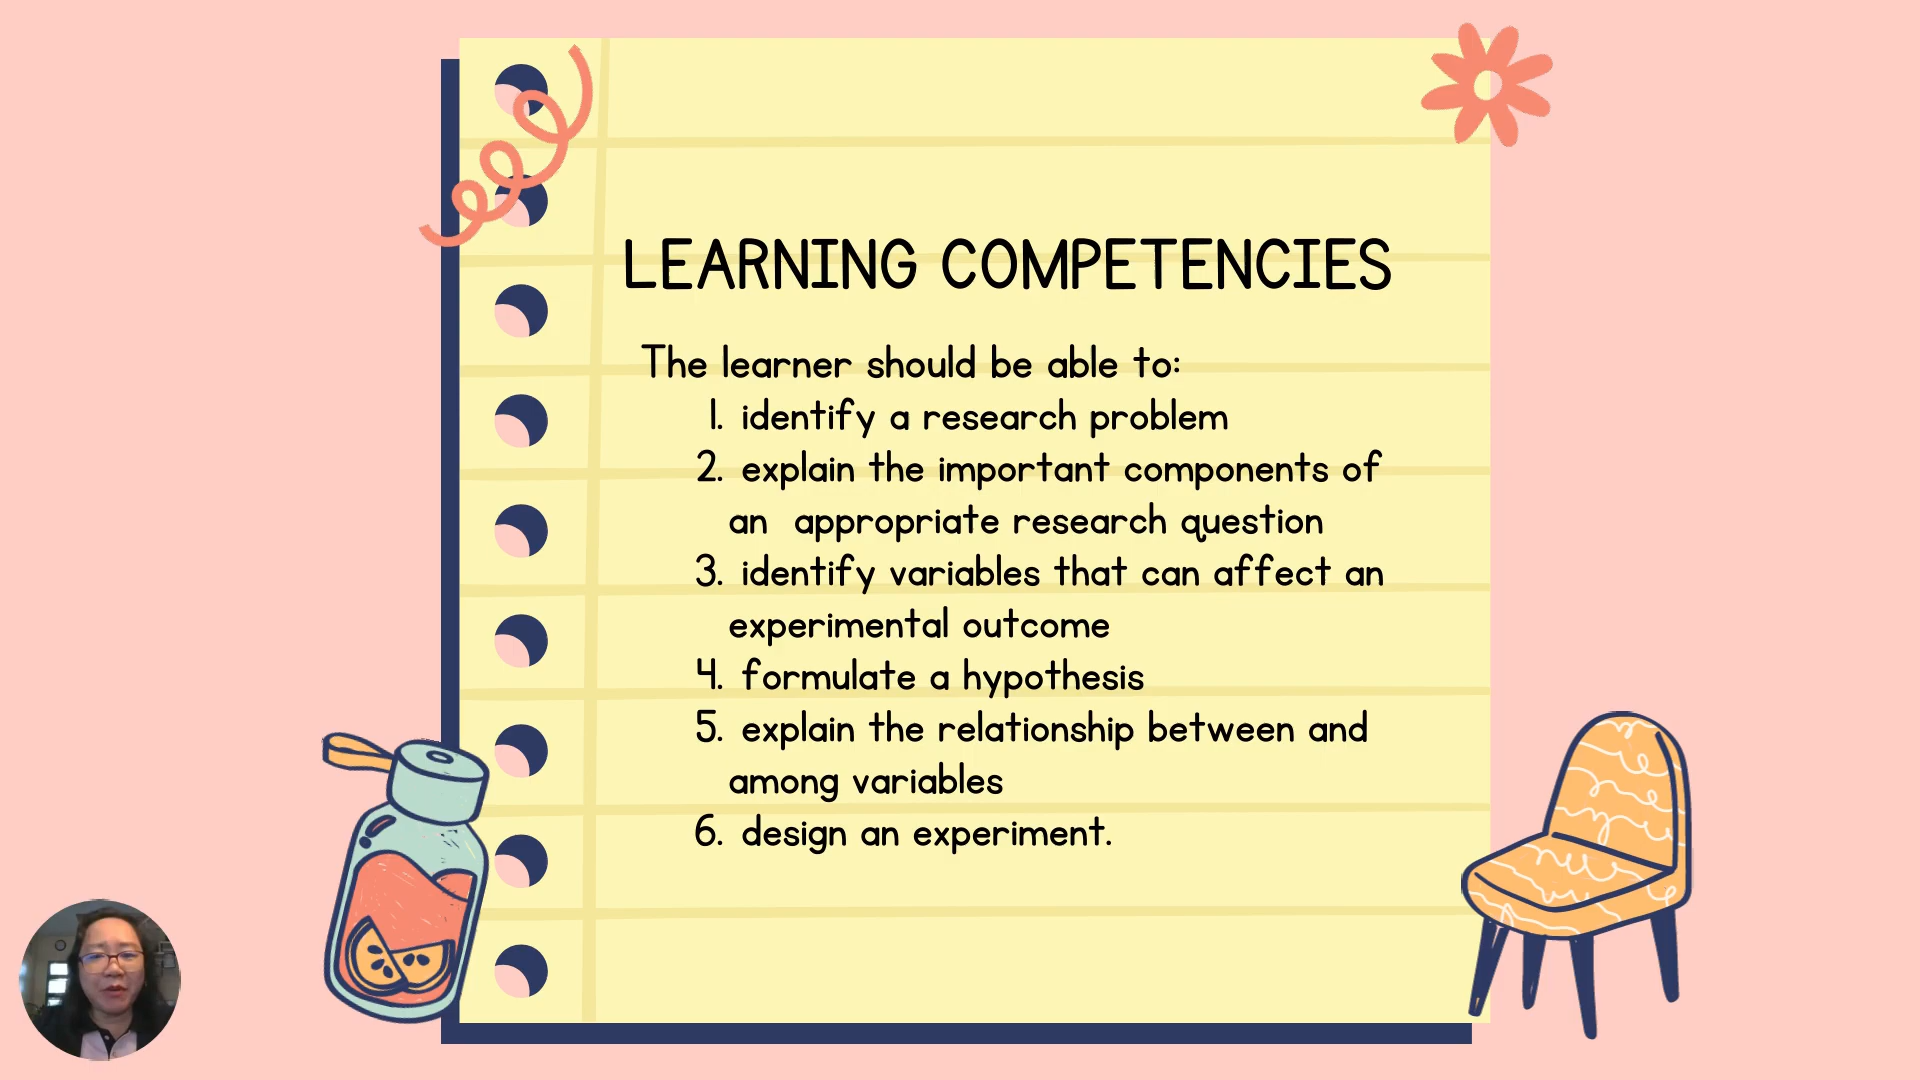 LEARNING COMPETENCIES
The learner should be able to:
1. identify a research problem
2. explain the important components of
an appropriate research question
3. identify variables that can affect an
experimental outcome
4. formulate a hypothesis
5. explain the relationship between and
among variables
6. design an experiment.